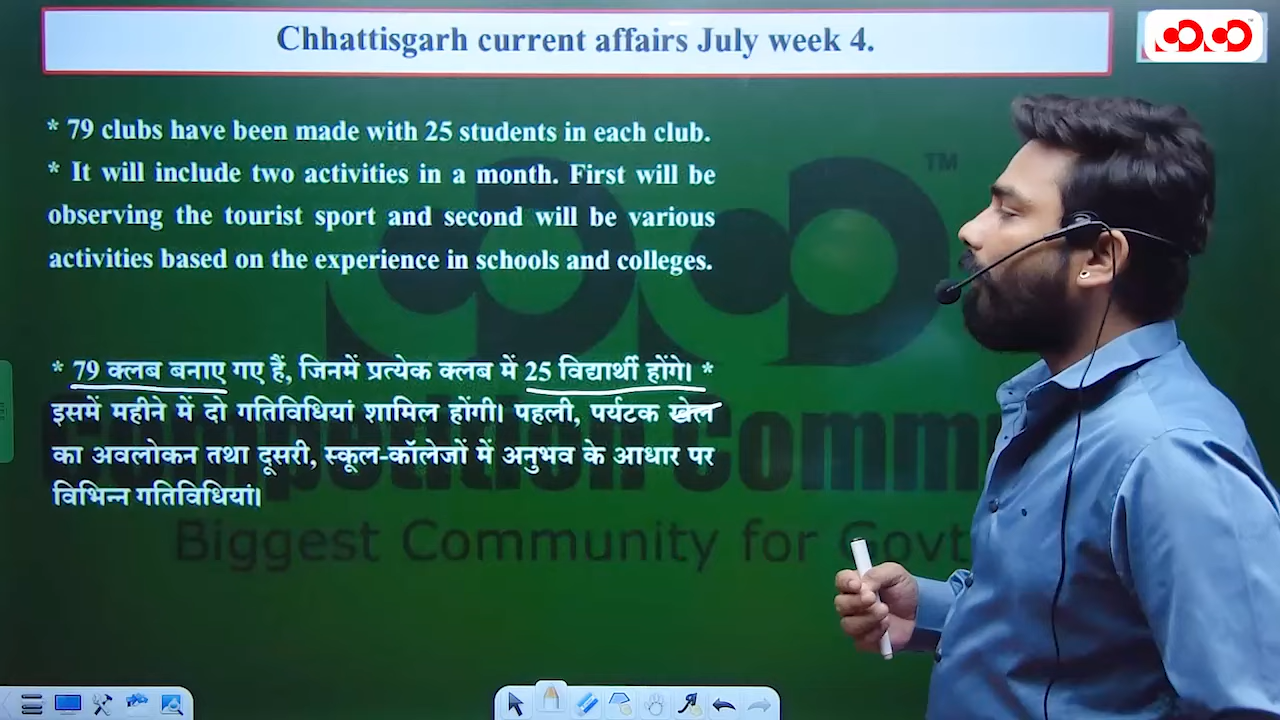 Chhattisgarh current affairs July week 4.
* 79 clubs have been made with 25 students in each club.
* It will include two activities in a month. First will be
observing the tourist sport and second will be various
activities based on the experience in schools and colleges.
TM
* 79 क्लब बनाए गए हैं, जिनमें प्रत्येक क्लब में 25 विद्यार्थी होंगे। *
इसमें महीने में दो गतिविधियां शामिल होंगी। पहली, पर्यटक खेल
का अवलोकन तथा दूसरी, स्कूल-कॉलेजों में अनुभव के आधार पर
विभिन्न गतिविधियां।
Biggest Community for Govt